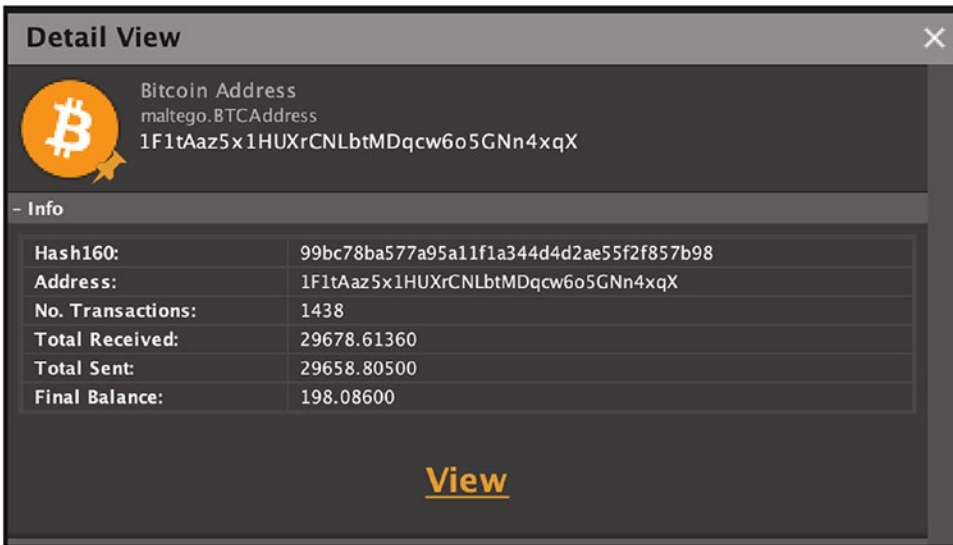 Detail View
Bitcoin Address
maltego.BTCAddress
1F1tAaz5x1HUXrCNLbtMDqcw6o5GNn4xqX
– Info
Hash160: 99bc78ba577a95a11f1a344d4d2ae55f2f857b98
Address: 1F1tAaz5x1HUXrCNLbtMDqcw6o5GNn4xqX
No. Transactions: 1438
Total Received: 29678.61360
Total Sent: 29658.80500
Final Balance: 198.08600
View